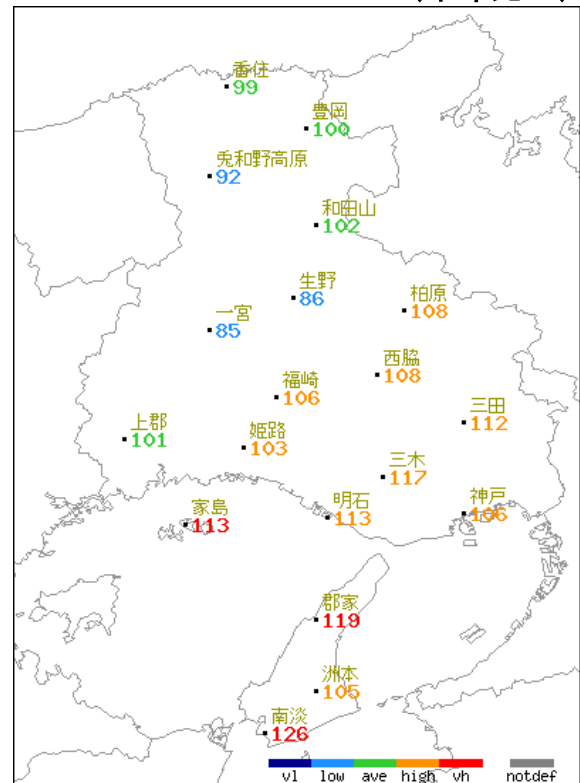 香住
99
豊岡
100
兎和野高原
92
和田山
102
生野
86
柏原
108
一宮
85
西脇
108
福崎
106
三田
112
上郡
101
姫路
103
三木
117
神戸
106
家島
113
明石
113
郡家
119
洲本
105
南淡
126
vl low ave high vh notdef